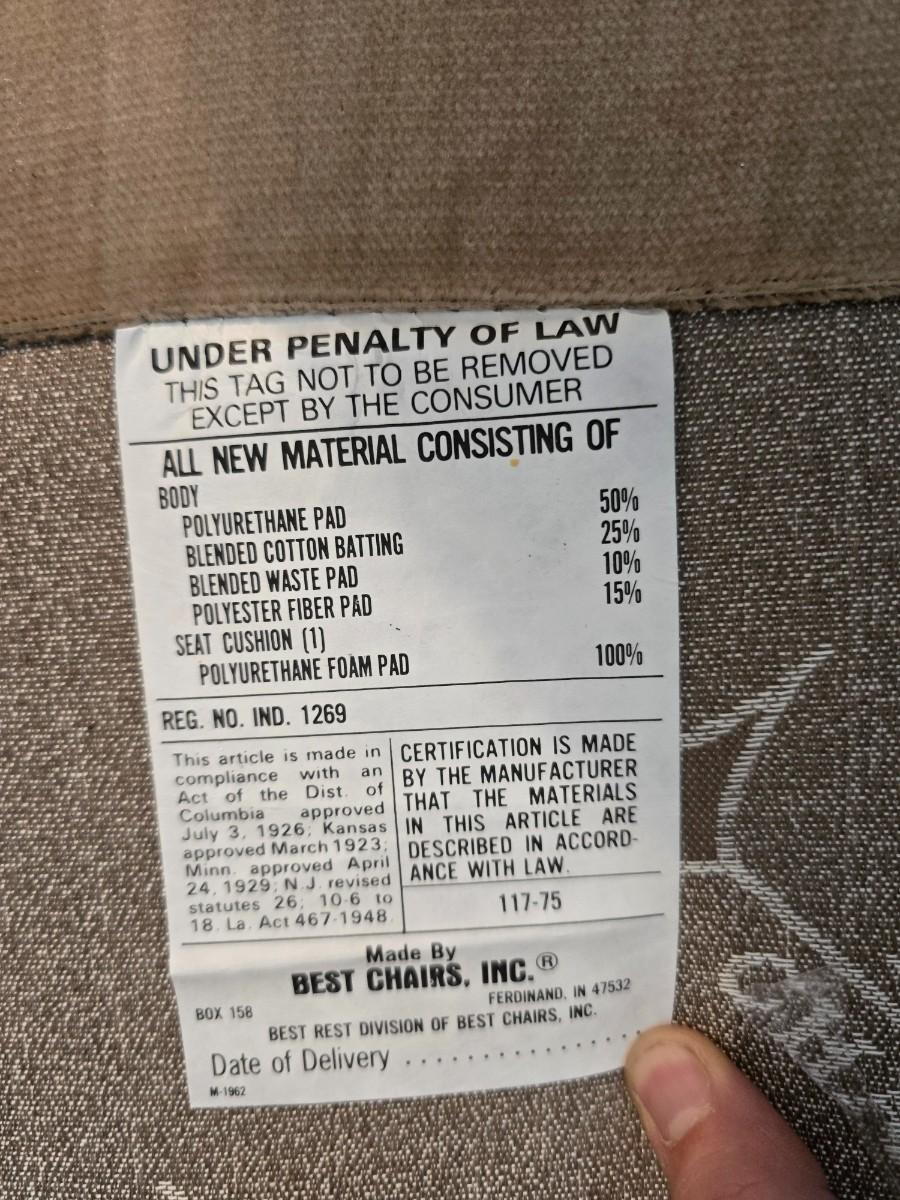 UNDER PENALTY OF LAW
THIS TAG NOT TO BE REMOVED
EXCEPT BY THE CONSUMER
ALL NEW MATERIAL CONSISTING OF
BODY
POLYURETHANE PAD 50%
BLENDED COTTON BATTING 25%
BLENDED WASTE PAD 10%
POLYESTER FIBER PAD 15%
SEAT CUSHION (1)
POLYURETHANE FOAM PAD 100%
REG. NO. IND. 1269
This article is made in
compliance with an
Act of the Dist. of
Columbia approved
July 3, 1926; Kansas
approved March 1923;
Minn. approved April
24, 1929; N.J. revised
statutes 26; 10-6 to
18. La. Act 467-1948.
CERTIFICATION IS MADE
BY THE MANUFACTURER
THAT THE MATERIALS
IN THIS ARTICLE ARE
DESCRIBED IN ACCORD-
ANCE WITH LAW.
117-75
Made By
BEST CHAIRS, INC.®
BOX 158 FERDINAND, IN 47532
BEST REST DIVISION OF BEST CHAIRS, INC.
Date of Delivery ................
M-1962